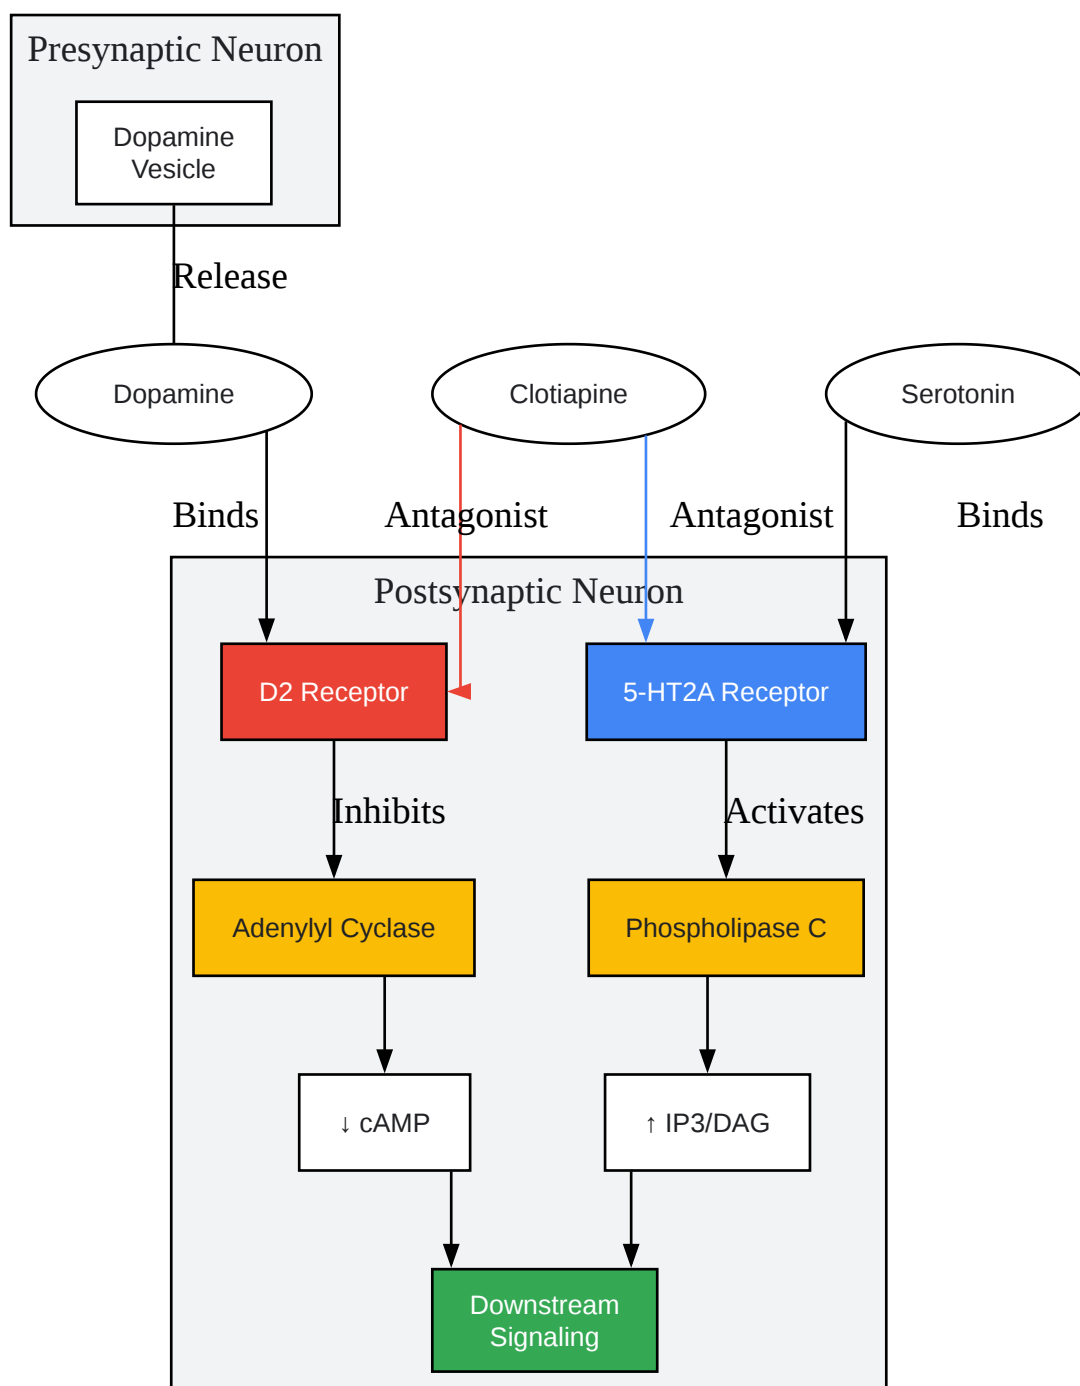 Presynaptic Neuron
Dopamine
Vesicle
Release
Dopamine
Clotiapine
Serotonin
Binds
Antagonist
Antagonist
Binds
Postsynaptic Neuron
D2 Receptor
5-HT2A Receptor
Inhibits
Activates
Adenylyl Cyclase
Phospholipase C
↓ cAMP
↑ IP3/DAG
Downstream
Signaling